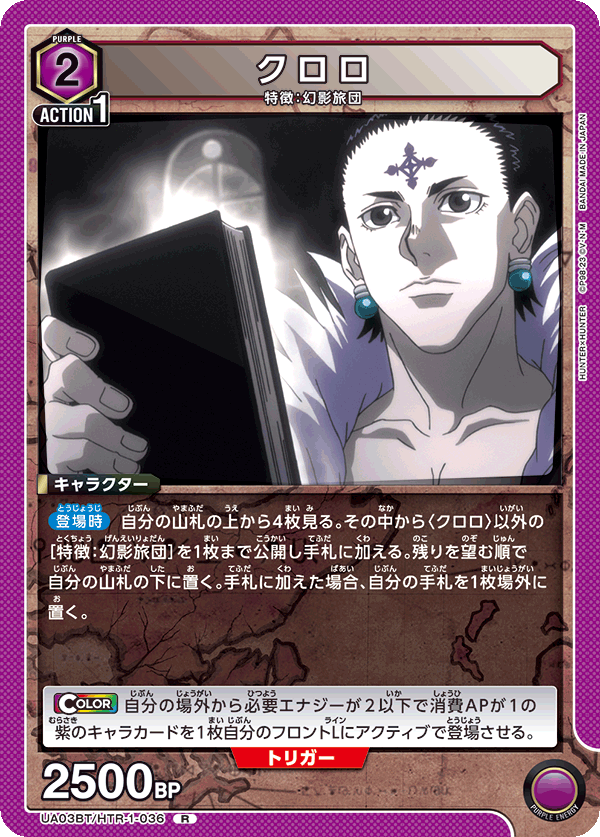 PURPLE
2
ACTION 1
クロロ
特徴:幻影旅団
HUNTER×HUNTER ©P98-23 ©V·N·M BANDAI MADE IN JAPAN
キャラクター
登場時 自分の山札の上から4枚見る。その中から〈クロロ〉以外の
[特徴:幻影旅団]を1枚まで公開し手札に加える。残りを望む順で
自分の山札の下に置く。手札に加えた場合、自分の手札を1枚場外に
置く。
COLOR 自分の場外から必要エナジーが2以下で消費APが1の
紫のキャラカードを1枚自分のフロントLにアクティブで登場させる。
トリガー
2500BP
UA03BT/HTR-1-036 R
PURPLE ENERGY